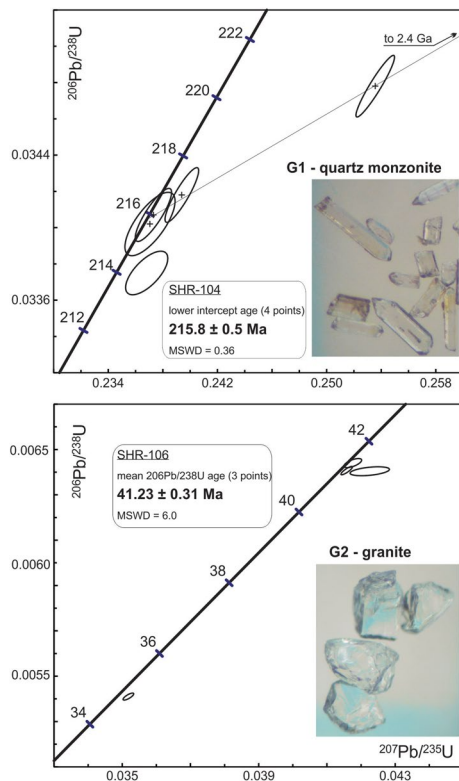 206Pb/238U
222
to 2.4 Ga
220
218
0.0344
G1 - quartz monzonite
216
214
SHR-104
lower intercept age (4 points)
215.8 ± 0.5 Ma
MSWD = 0.36
0.0336
212
0.234
0.242
0.250
0.260
206Pb/238U
42
0.0065
SHR-106
mean 206Pb/238U age (3 points)
41.23 ± 0.31 Ma
MSWD = 6.0
40
0.0060
G2 - granite
38
36
0.0055
34
207Pb/235U
0.035
0.039
0.043